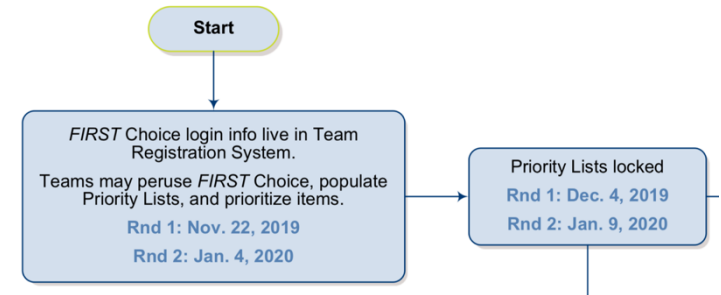 Start
FIRST Choice login info live in Team
Registration System.
Teams may peruse FIRST Choice, populate
Priority Lists, and prioritize items.
Rnd 1: Nov. 22, 2019
Rnd 2: Jan. 4, 2020
Priority Lists locked
Rnd 1: Dec. 4, 2019
Rnd 2: Jan. 9, 2020